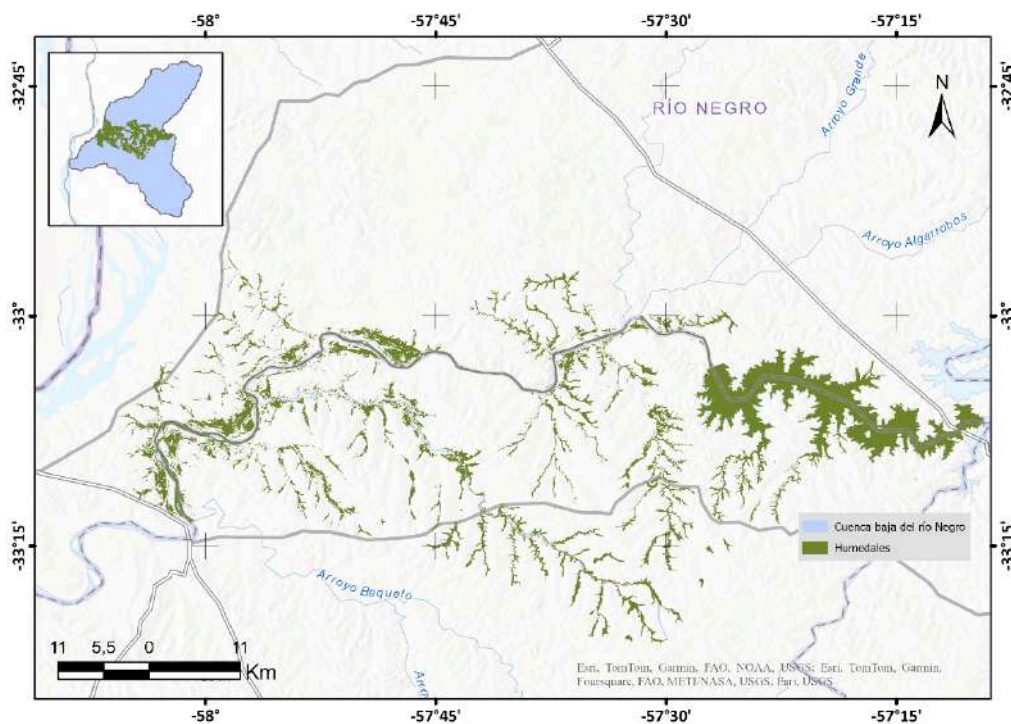 -58° -57°45' -57°30' -57°15'
-32°45' -32°45'
N
RÍO NEGRO
Arroyo Grande
Arroyo Algarrobos
-33° -33°
Cuenca baja del río Negro
Humedales
-33°15' -33°15'
Arroyo Bequelo
11 5,5 0 11
Km
Esri, TomTom, Garmin, FAO, NOAA, USGS; Esri, TomTom, Garmin,
Foursquare, FAO, METI/NASA, USGS; Esri, USGS
-58° -57°45' -57°30' -57°15'